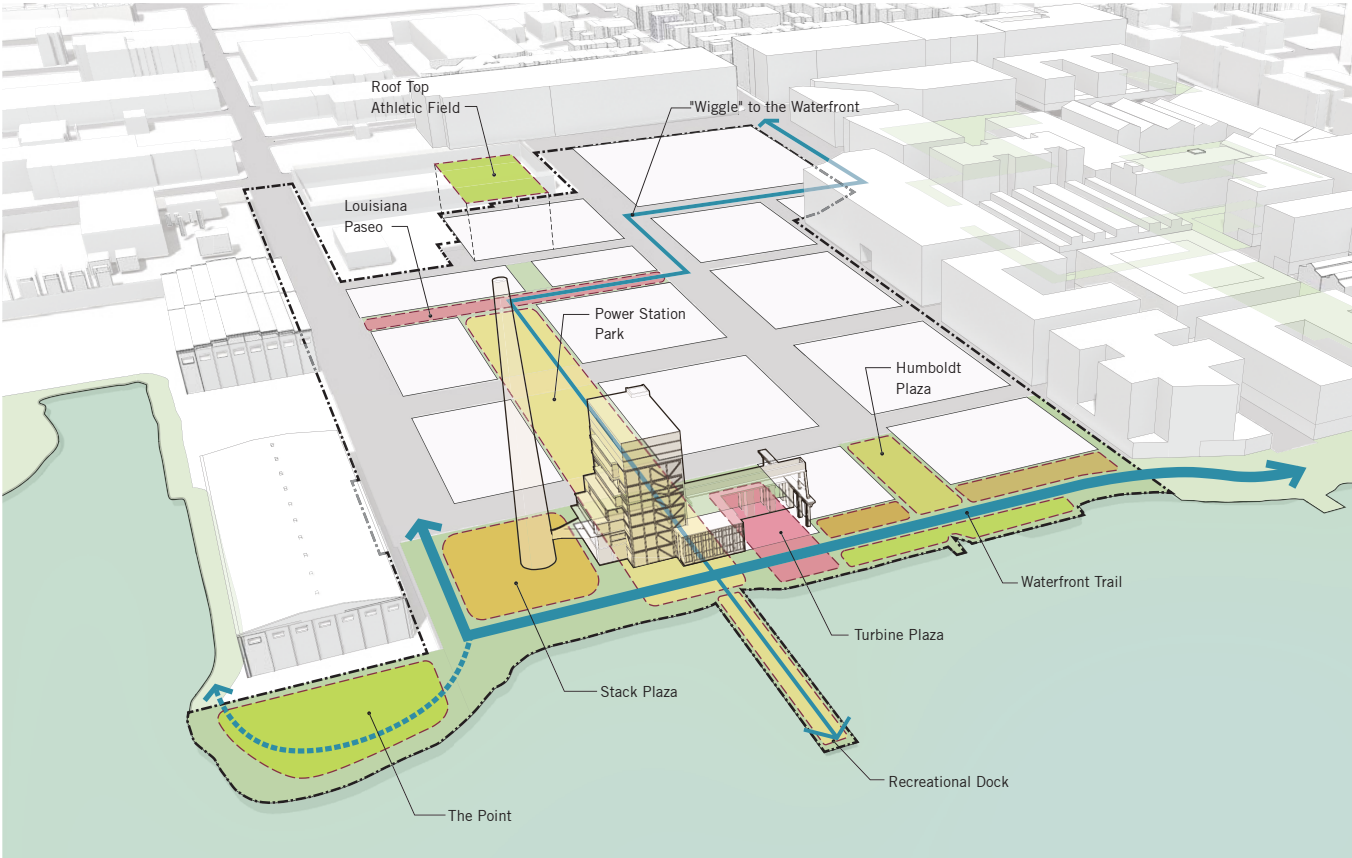 Roof Top
Athletic Field
"Wiggle" to the Waterfront
Louisiana
Paseo
Power Station
Park
Humboldt
Plaza
Waterfront Trail
Turbine Plaza
Stack Plaza
Recreational Dock
The Point